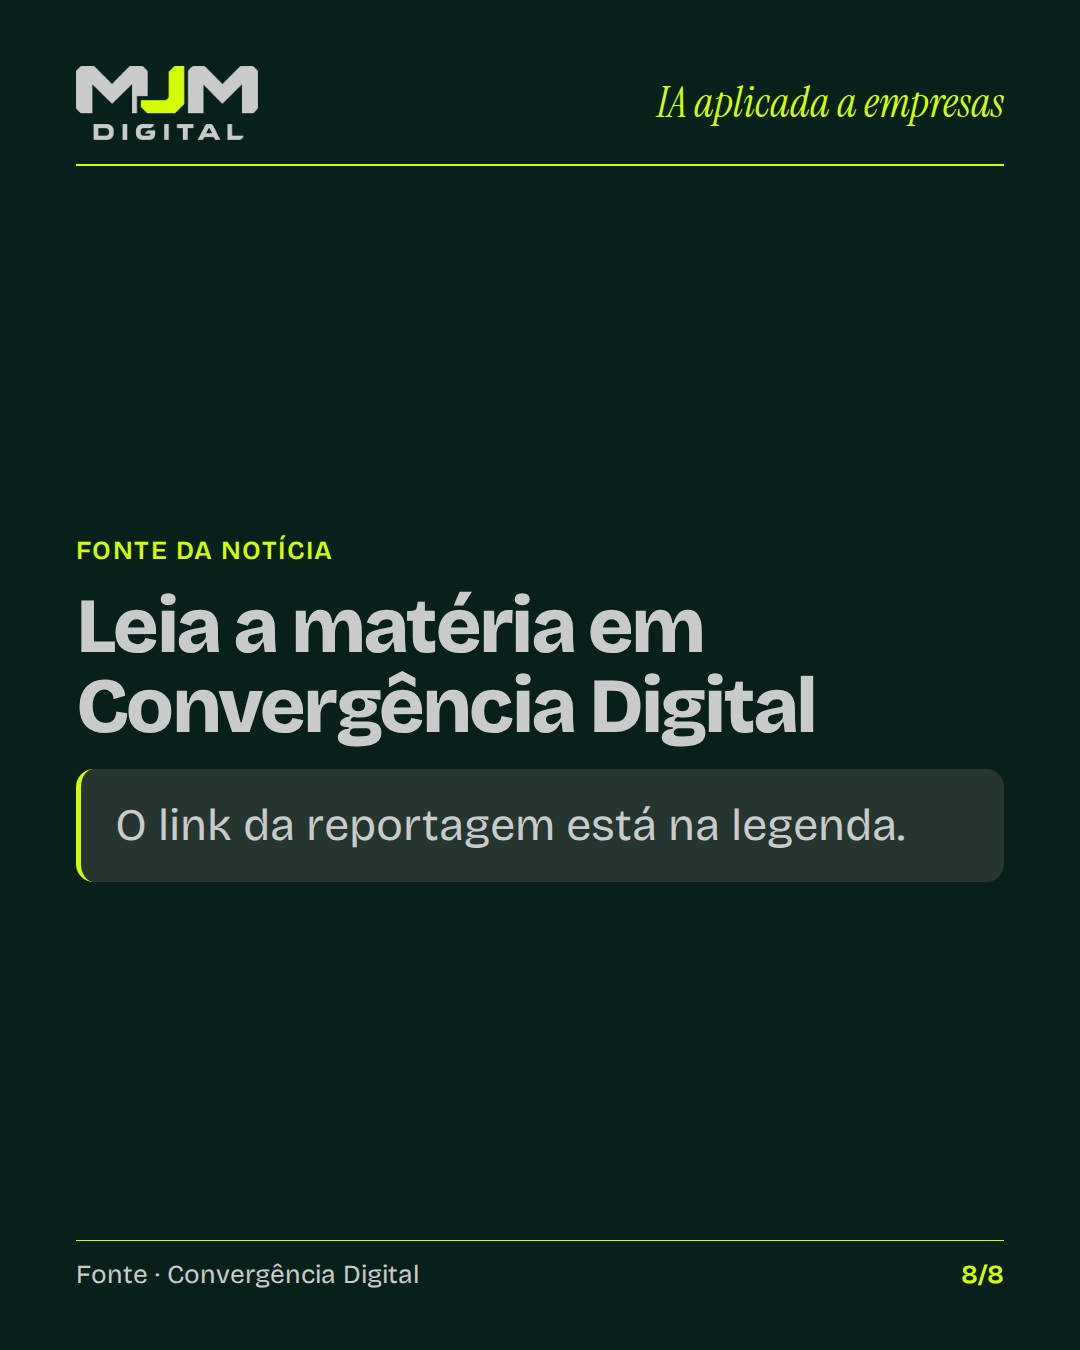 MJM
DIGITAL
IA aplicada a empresas
FONTE DA NOTÍCIA
Leia a matéria em
Convergência Digital
O link da reportagem está na legenda.
Fonte · Convergência Digital
8/8